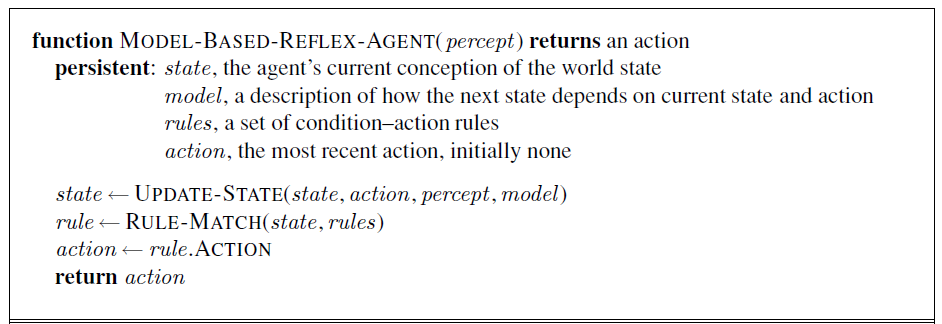 function MODEL-BASED-REFLEX-AGENT(percept) returns an action
persistent: state, the agent's current conception of the world state
model, a description of how the next state depends on current state and action
rules, a set of condition–action rules
action, the most recent action, initially none
state ← UPDATE-STATE(state, action, percept, model)
rule ← RULE-MATCH(state, rules)
action ← rule.ACTION
return action